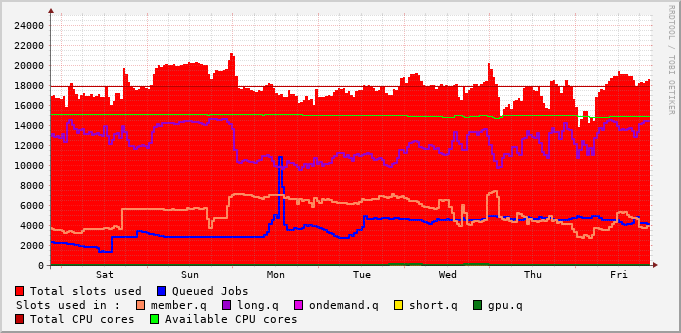 RRDTOOL / TOBI OETIKER
24000
22000
20000
18000
16000
14000
12000
10000
8000
6000
4000
2000
0
Sat Sun Mon Tue Wed Thu Fri
Total slots used Queued Jobs
Slots used in : member.q long.q ondemand.q short.q gpu.q
Total CPU cores Available CPU cores